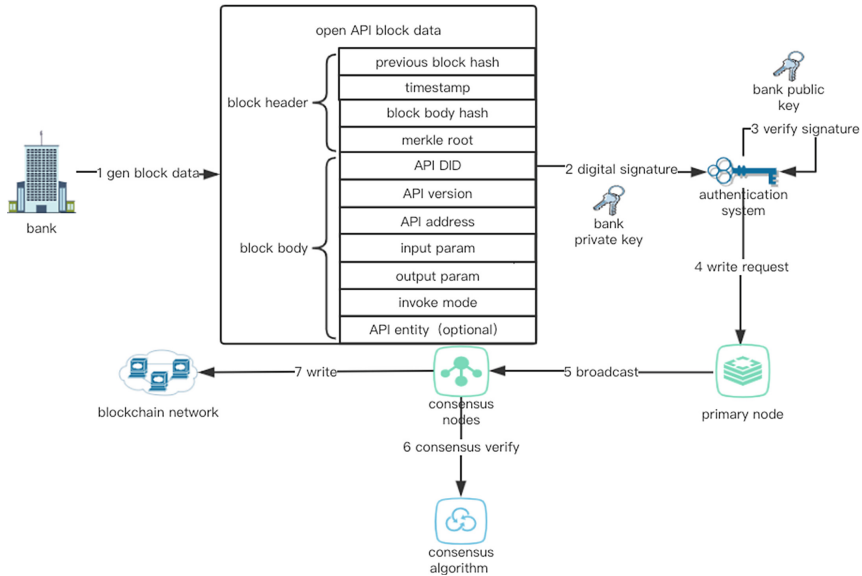 open API block data
previous block hash
timestamp
block header
block body hash
merkle root
API DID
API version
API address
block body
input param
output param
invoke mode
API entity（optional）
bank
1 gen block data
2 digital signature
bank
private key
bank public
key
3 verify signature
authentication
system
4 write request
primary node
5 broadcast
consensus
nodes
6 consensus verify
consensus
algorithm
7 write
blockchain network